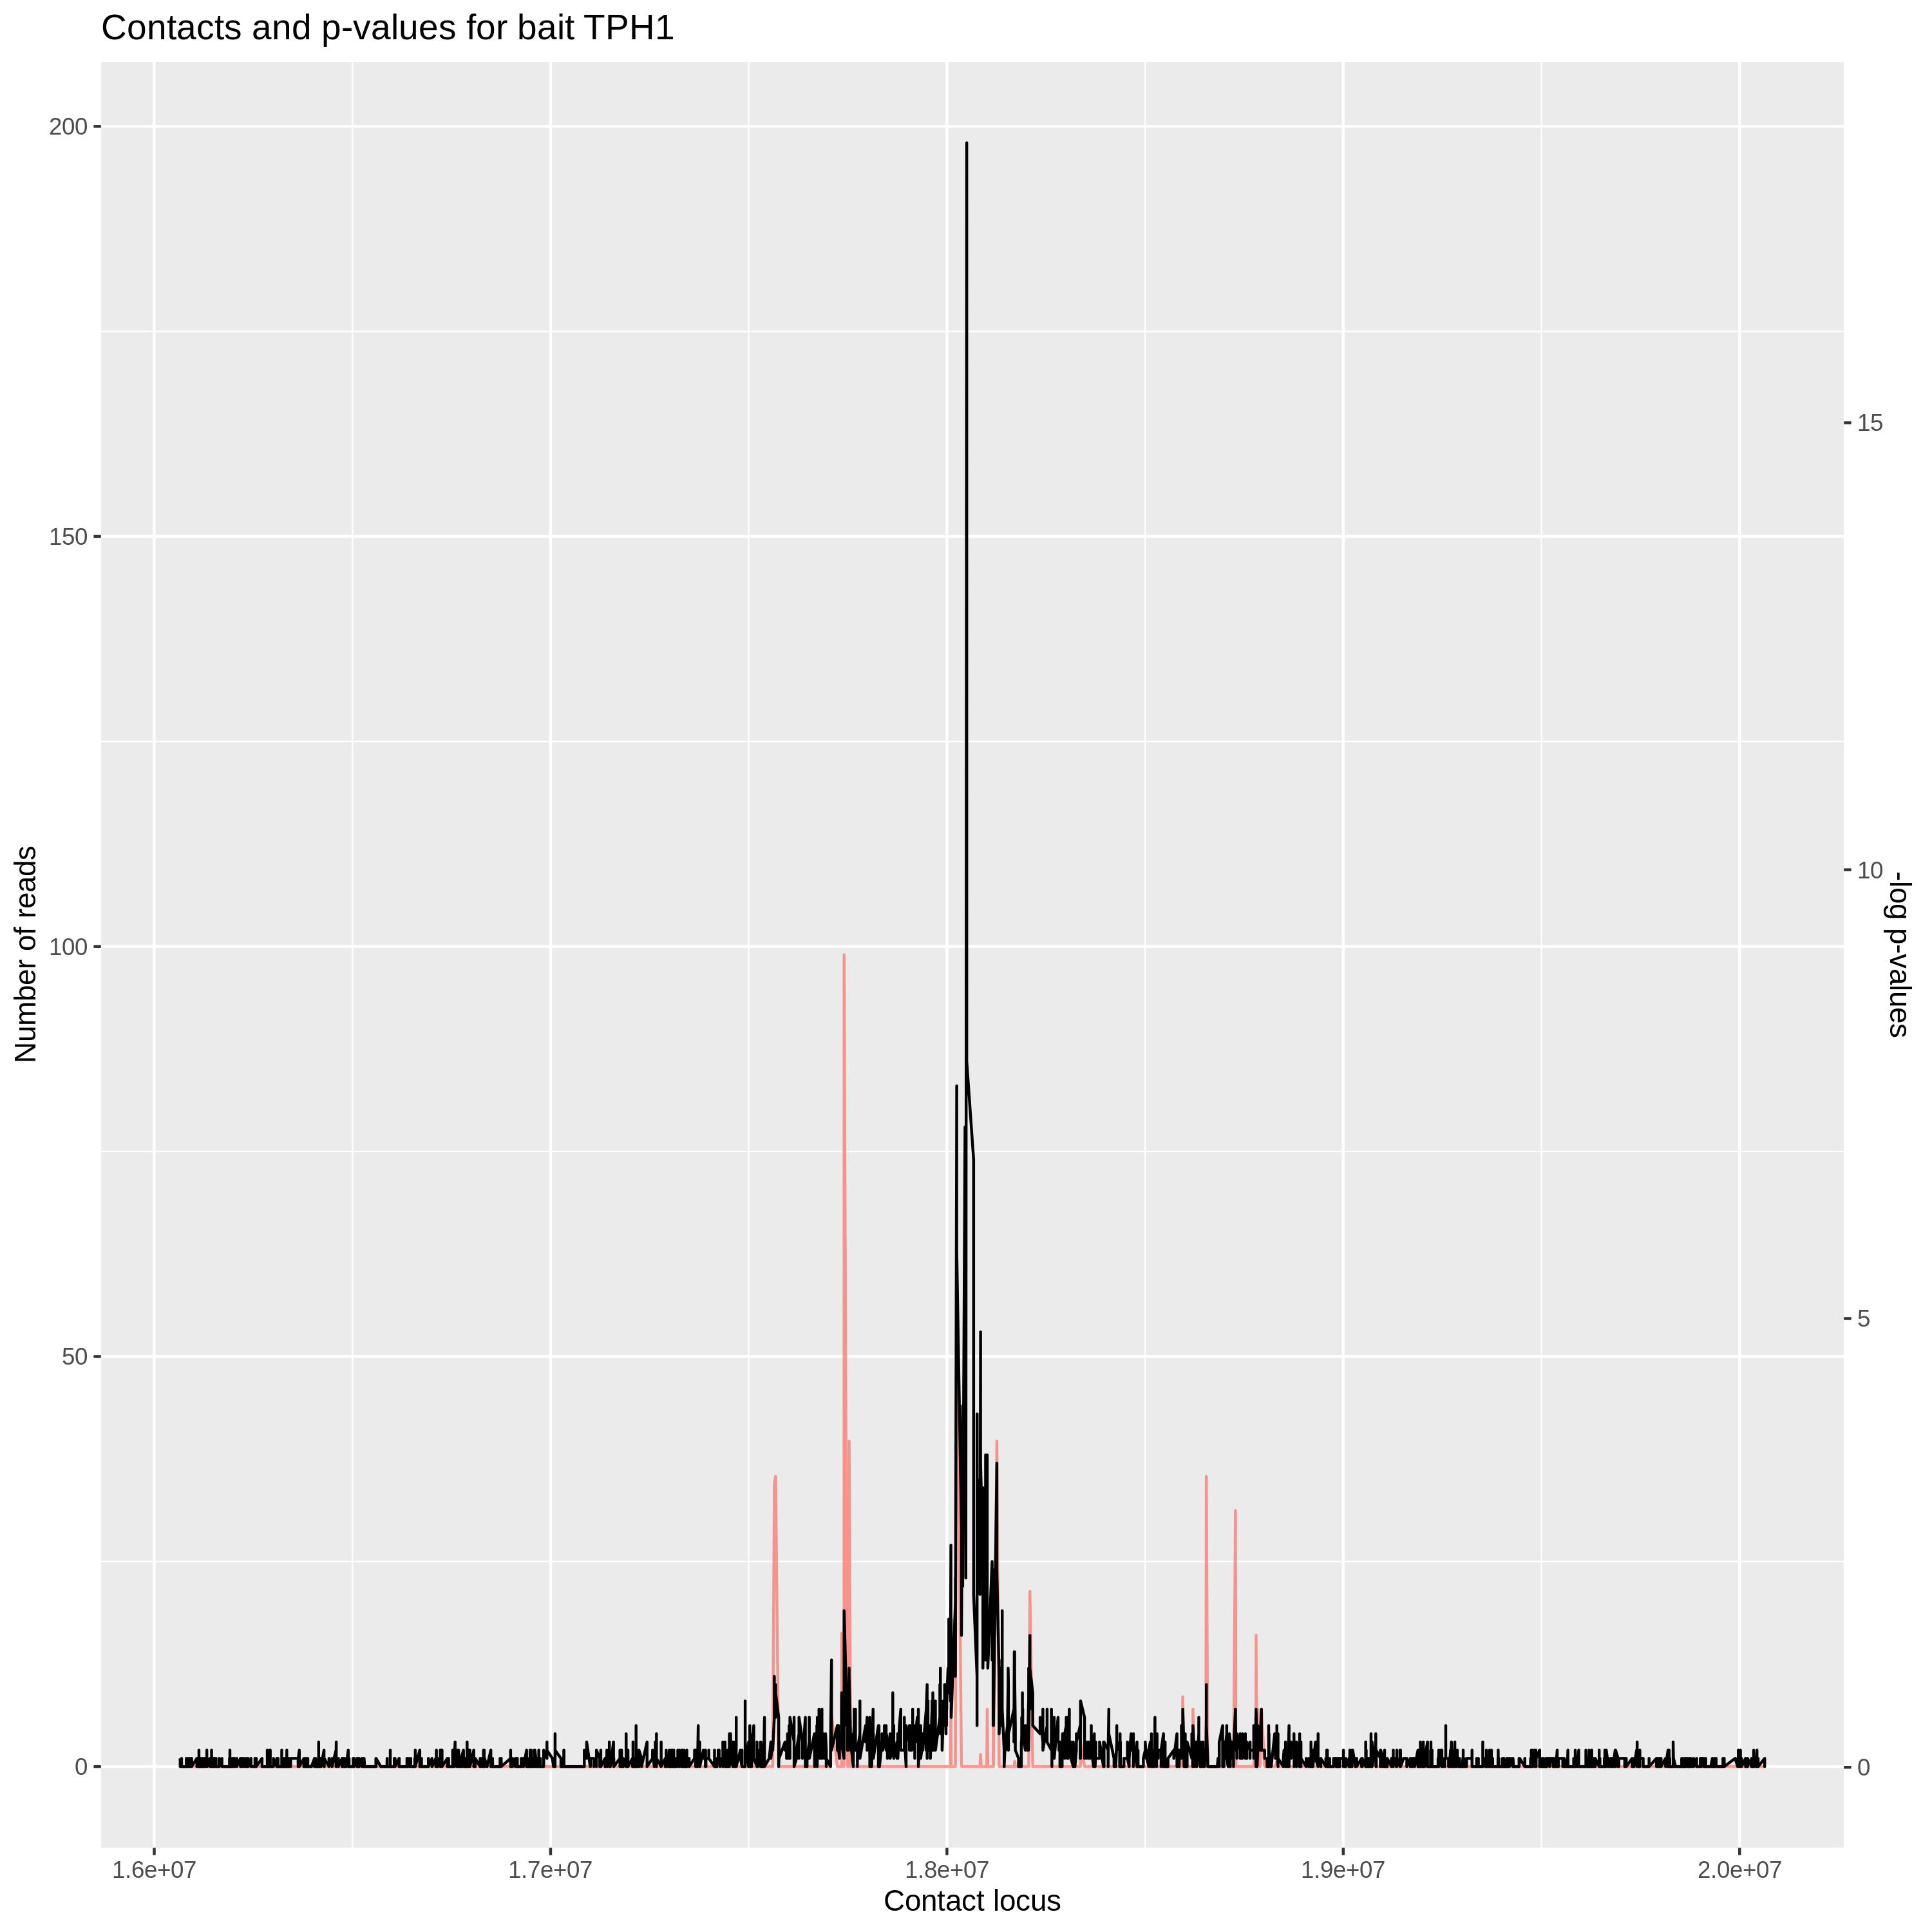 Contacts and p-values for bait TPH1
200
150
100
50
0
Number of reads
15
10
5
0
-log p-values
1.6e+07 1.7e+07 1.8e+07 1.9e+07 2.0e+07
Contact locus